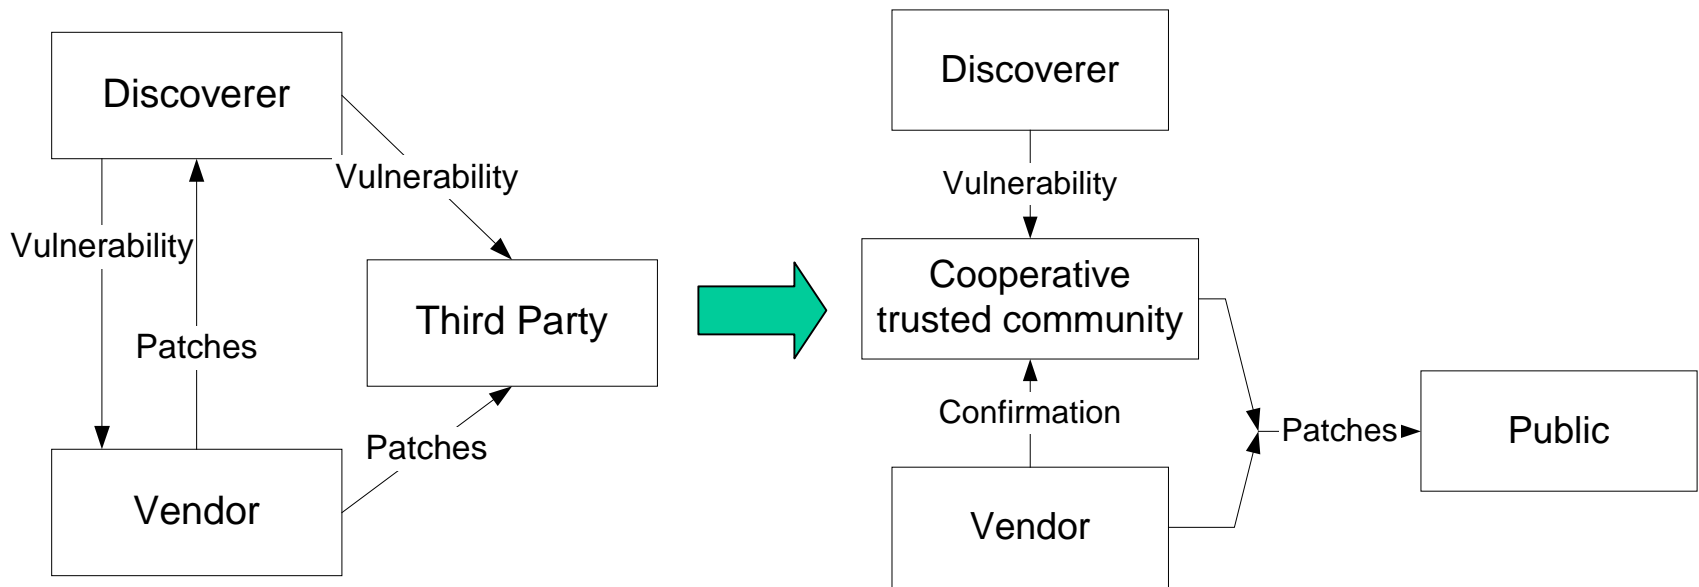 Discoverer
Vulnerability
Vulnerability
Third Party
Patches
Patches
Vendor
Discoverer
Vulnerability
Cooperative
trusted community
Confirmation
Patches
Public
Vendor